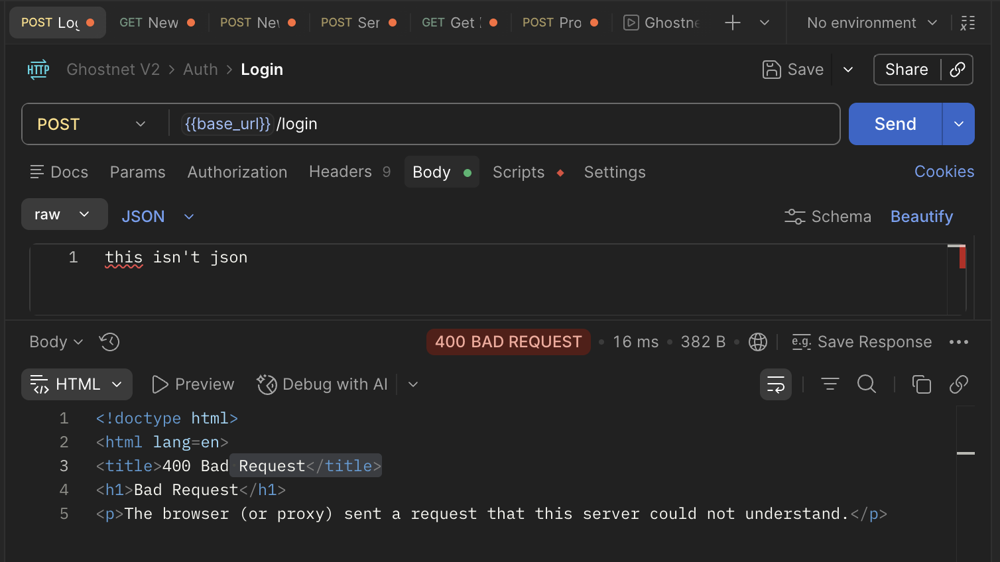 POST Log GET New POST New POST Ser GET Get POST Pro Ghostne No environment
HTTP Ghostnet V2 > Auth > Login Save Share
POST {{base_url}}/login Send
Docs Params Authorization Headers 9 Body Scripts Settings Cookies
raw JSON Schema Beautify
1 this isn't json
Body 400 BAD REQUEST • 16 ms • 382 B • e.g. Save Response
HTML Preview Debug with AI
1 <!doctype html>
2 <html lang=en>
3 <title>400 Bad Request</title>
4 <h1>Bad Request</h1>
5 <p>The browser (or proxy) sent a request that this server could not understand.</p>